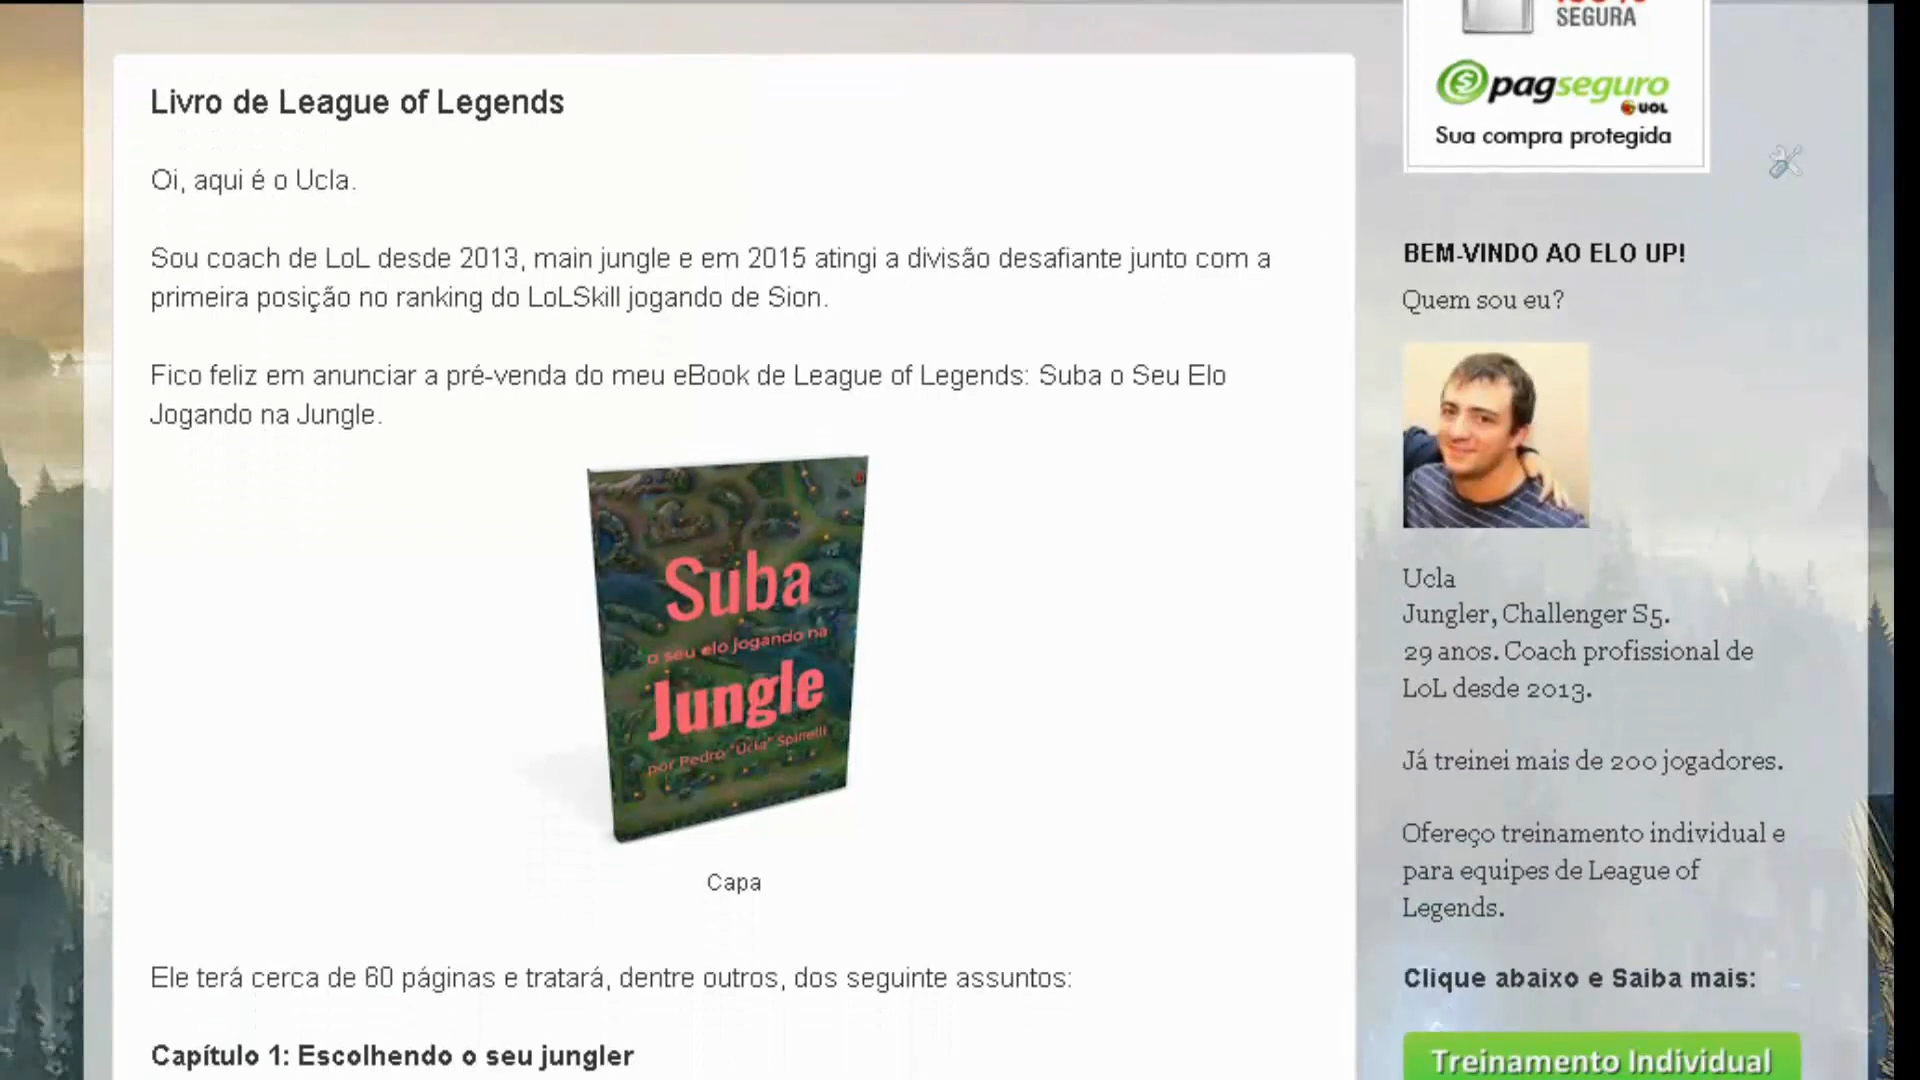 Livro de League of Legends
Oi, aqui é o Ucla.
Sou coach de LoL desde 2013, main jungle e em 2015 atingi a divisão desafiante junto com a
primeira posição no ranking do LoLSkill jogando de Sion.
Fico feliz em anunciar a pré-venda do meu eBook de League of Legends: Suba o Seu Elo
Jogando na Jungle.
Suba
o seu elo jogando na
Jungle
por Pedro "Ucla" Spinelli
Capa
Ele terá cerca de 60 páginas e tratará, dentre outros, dos seguinte assuntos:
Capítulo 1: Escolhendo o seu jungler
SEGURA
pagseguro
UOL
Sua compra protegida
BEM-VINDO AO ELO UP!
Quem sou eu?
Ucla
Jungler, Challenger S5.
29 anos. Coach profissional de
LoL desde 2013.
Já treinei mais de 200 jogadores.
Ofereço treinamento individual e
para equipes de League of
Legends.
Clique abaixo e Saiba mais:
Treinamento Individual